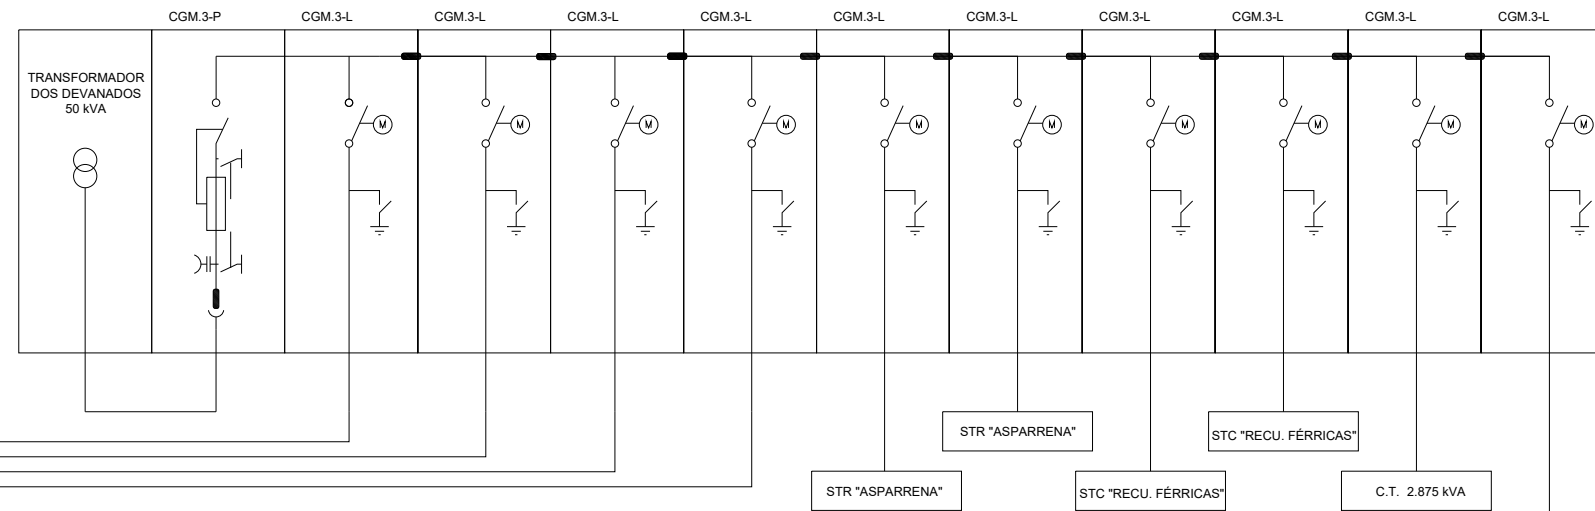 CGM.3-P
CGM.3-L
CGM.3-L
CGM.3-L
CGM.3-L
CGM.3-L
CGM.3-L
CGM.3-L
CGM.3-L
CGM.3-L
CGM.3-L
TRANSFORMADOR
DOS DEVANADOS
50 kVA
M
M
M
M
M
M
M
M
M
M
STR "ASPARRENA"
STC "RECU. FÉRRICAS"
STR "ASPARRENA"
STC "RECU. FÉRRICAS"
C.T. 2.875 kVA